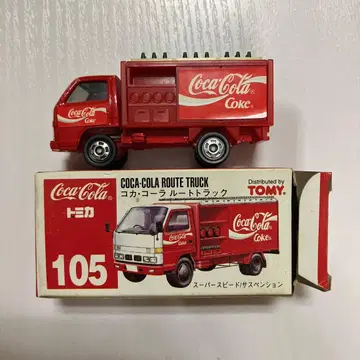 Coca-Cola
Coke
Coca-Cola
Coke
Coca-Cola
トミカ
105
COCA-COLA ROUTE TRUCK
コカ・コーラ ルートトラック
Distributed by
TOMY.
Coca-Cola
Coke
スーパースピード/サスペンション